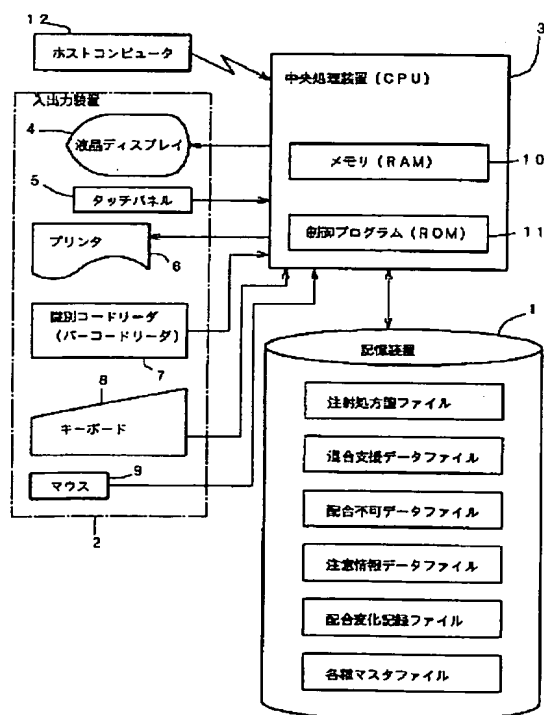 12
ホストコンピュータ
3
中央処理装置(CPU)
メモリ(RAM)
10
制御プログラム(ROM)
11
入出力装置
4
液晶ディスプレイ
5
タッチパネル
プリンタ
6
識別コードリーダ
(バーコードリーダ)
7
8
キーボード
マウス
9
2
1
記憶装置
注射処方箋ファイル
混合支援データファイル
配合不可データファイル
注意情報データファイル
配合変化記録ファイル
各種マスタファイル